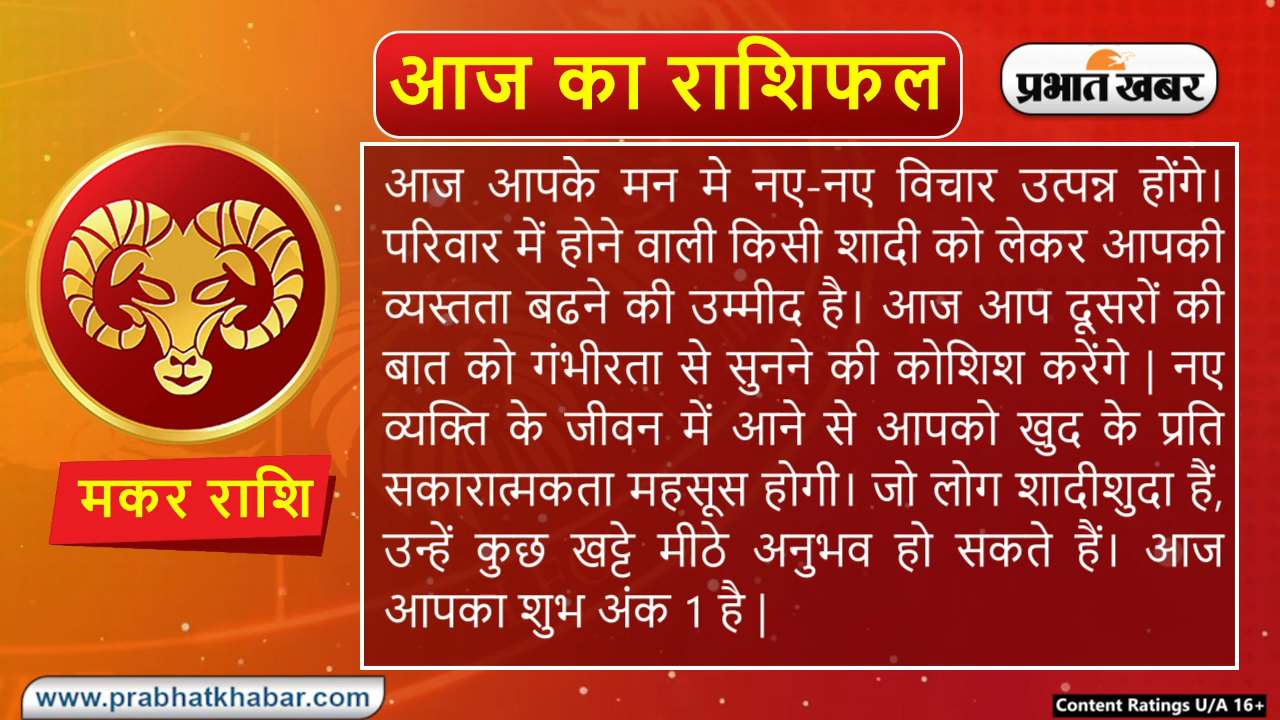 आज का राशिफल
प्रभात खबर
आज आपके मन मे नए-नए विचार उत्पन्न होंगे।
परिवार में होने वाली किसी शादी को लेकर आपकी
व्यस्तता बढने की उम्मीद है। आज आप दूसरों की
बात को गंभीरता से सुनने की कोशिश करेंगे | नए
व्यक्ति के जीवन में आने से आपको खुद के प्रति
सकारात्मकता महसूस होगी। जो लोग शादीशुदा हैं,
उन्हें कुछ खट्टे मीठे अनुभव हो सकते हैं। आज
आपका शुभ अंक 1 है |
मकर राशि
www.prabhatkhabar.com
Content Ratings U/A 16+